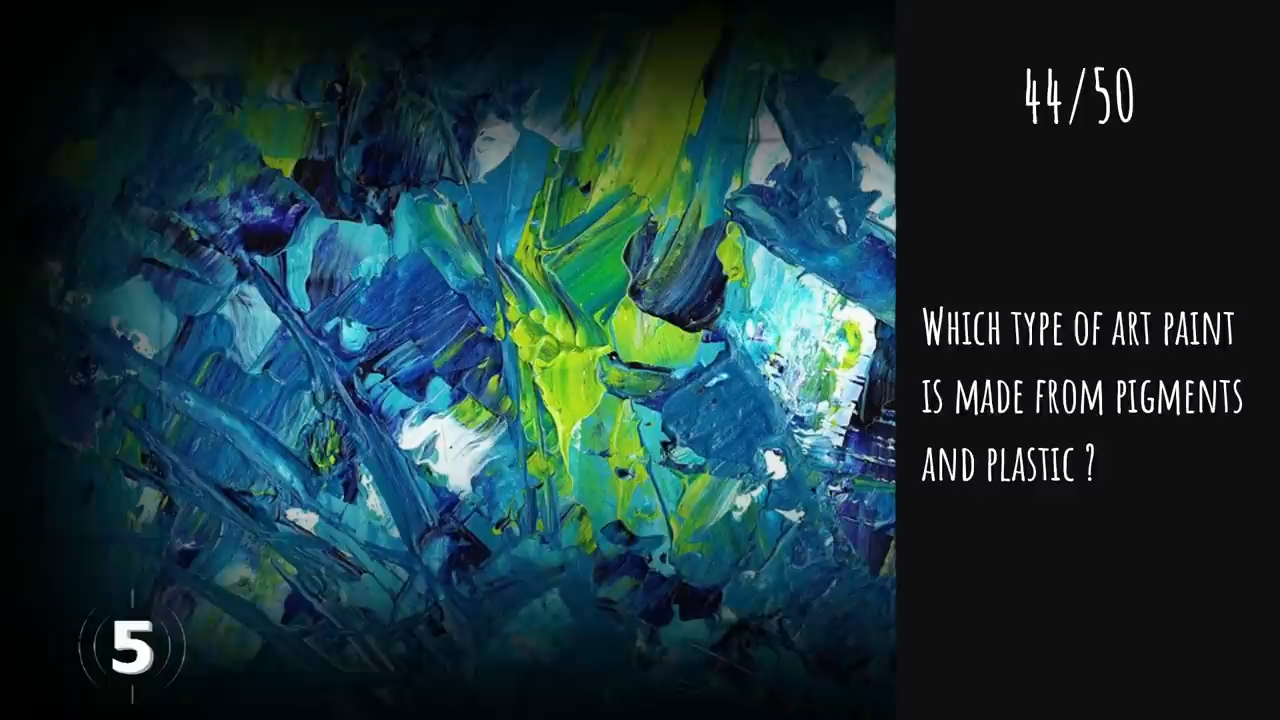 44/50
Which type of art paint
is made from pigments
and plastic ?
5